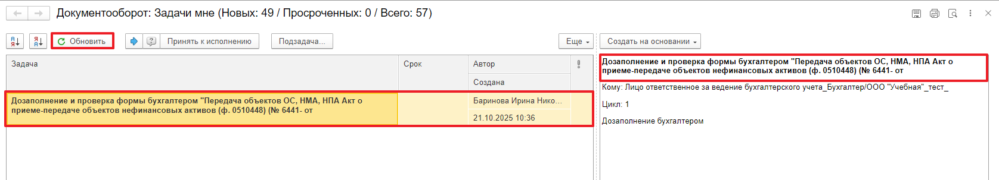 Документооборот: Задачи мне (Новых: 49 / Просроченных: 0 / Всего: 57)
Обновить
Принять к исполнению
Подзадача...
Еще
Создать на основании
Задача
Срок
Автор
Создана
Дозаполнение и проверка формы бухгалтером "Передача объектов ОС, НМА, НПА Акт о
приеме-передаче объектов нефинансовых активов (ф. 0510448) (№ 6441- от
Баринова Ирина Нико...
21.10.2025 10:36
Дозаполнение и проверка формы бухгалтером "Передача объектов ОС, НМА, НПА Акт о
приеме-передаче объектов нефинансовых активов (ф. 0510448) (№ 6441- от
Кому: Лицо ответственное за ведение бухгалтерского учета_Бухгалтер/ООО "Учебная"_тест_
Цикл: 1
Дозаполнение бухгалтером